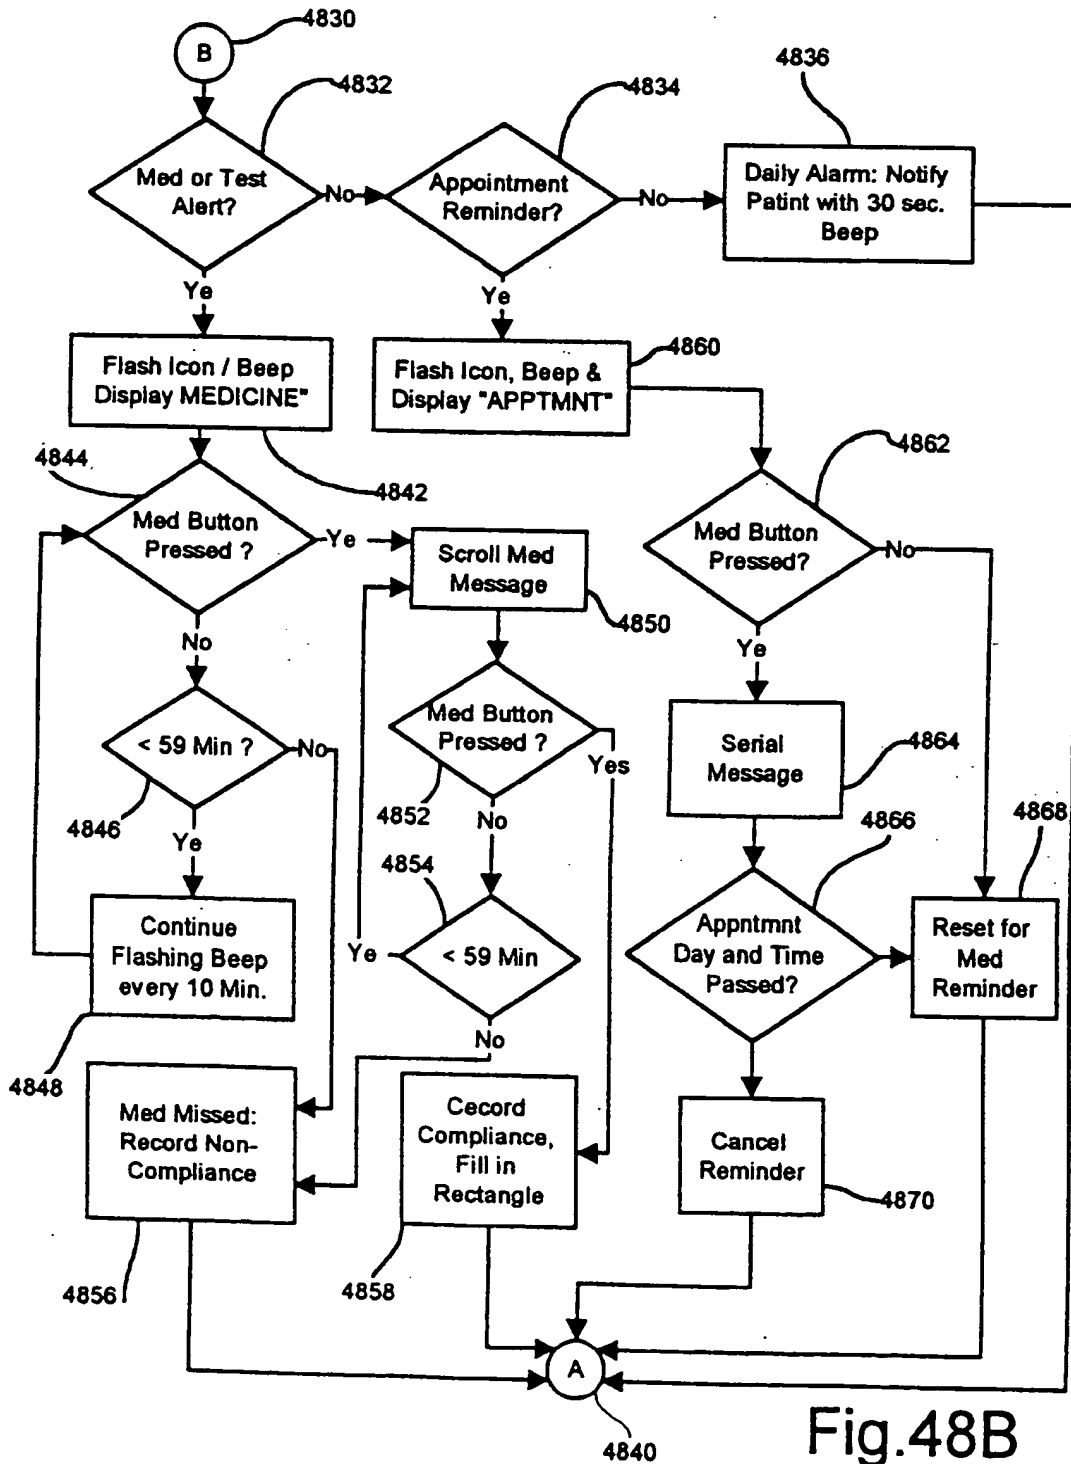 4830
B
4832
4834
4836
Med or Test
Alert?
No
Appointment
Reminder?
No
Daily Alarm: Notify
Patint with 30 sec.
Beep
Ye
Ye
Flash Icon / Beep
Display MEDICINE"
4842
Flash Icon, Beep &
Display "APPTMNT"
4860
4844
Med Button
Pressed ?
Ye
No
Scroll Med
Message
4850
4862
Med Button
Pressed?
No
Ye
< 59 Min ?
No
4846
Ye
Med Button
Pressed ?
Yes
4852
No
Serial
Message
4864
4854
< 59 Min
Ye
No
4866
Appntmnt
Day and Time
Passed?
4868
Reset for
Med
Reminder
Continue
Flashing Beep
every 10 Min.
4848
Med Missed:
Record Non-
Compliance
4856
Cecord
Compliance,
Fill in
Rectangle
4858
Cancel
Reminder
4870
A
4840
Fig.48B